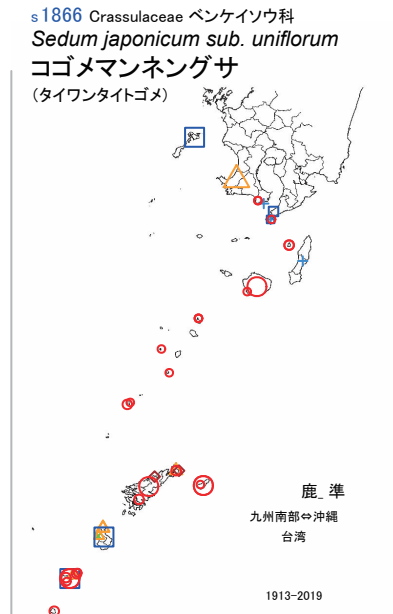 s1866 Crassulaceae ベンケイソウ科
Sedum japonicum sub. uniflorum
コゴメマンネングサ
（タイワンタイトゴメ）
鹿_準
九州南部⇔沖縄
台湾
1913-2019